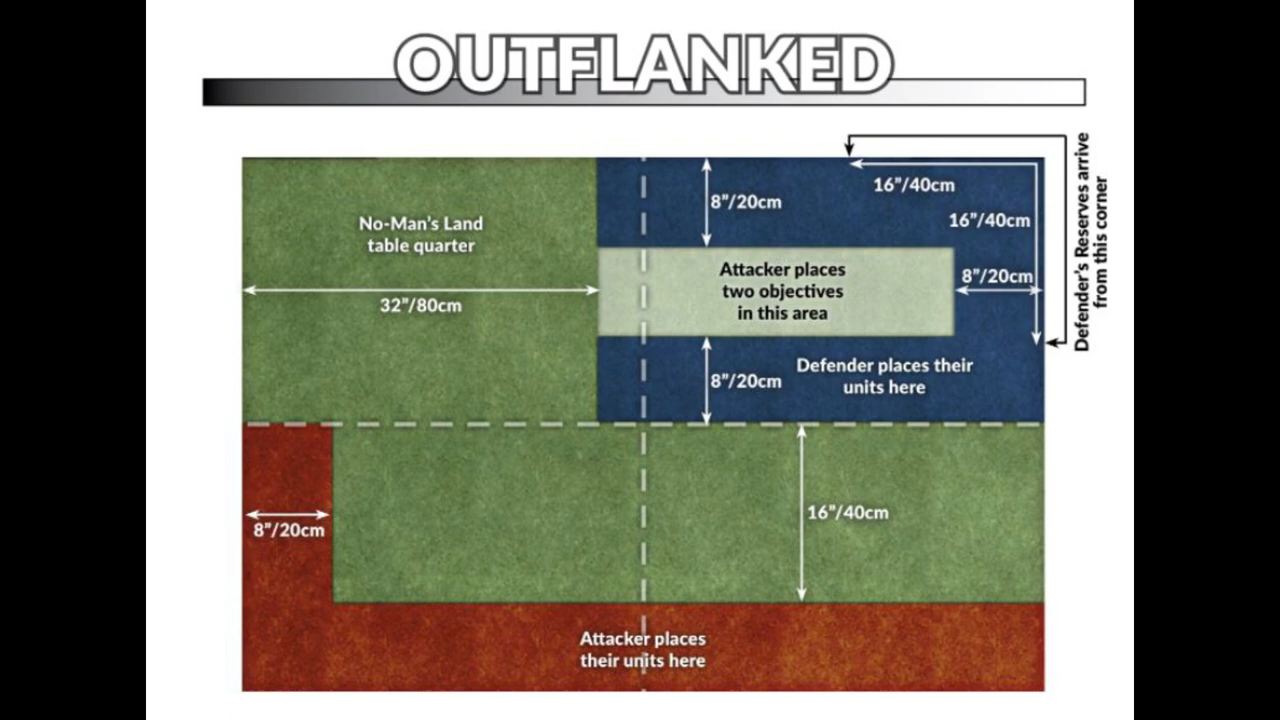 OUTFLANKED
8”/20cm
16”/40cm
16”/40cm
Defender’s Reserves arrive
from this corner
No-Man’s Land
table quarter
32”/80cm
Attacker places
two objectives
in this area
8”/20cm
8”/20cm
Defender places their
units here
8”/20cm
16”/40cm
Attacker places
their units here